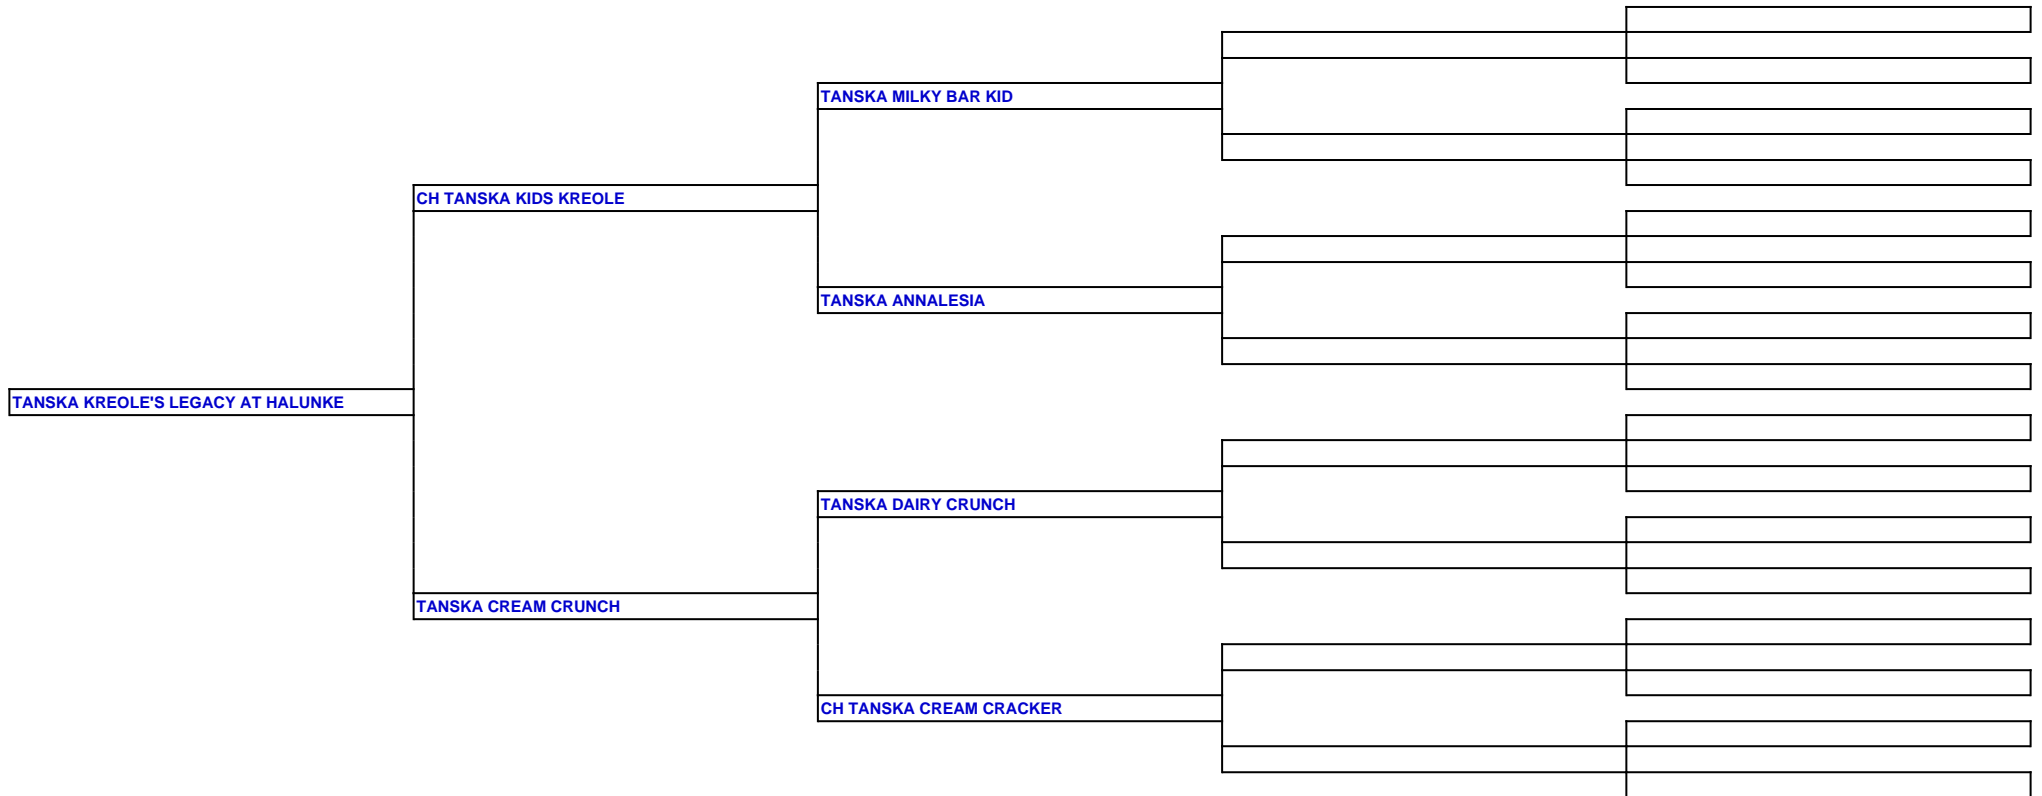 TANSKA MILKY BAR KID
CH TANSKA KIDS KREOLE
TANSKA ANNALESIA
TANSKA KREOLE'S LEGACY AT HALUNKE
TANSKA DAIRY CRUNCH
TANSKA CREAM CRUNCH
CH TANSKA CREAM CRACKER